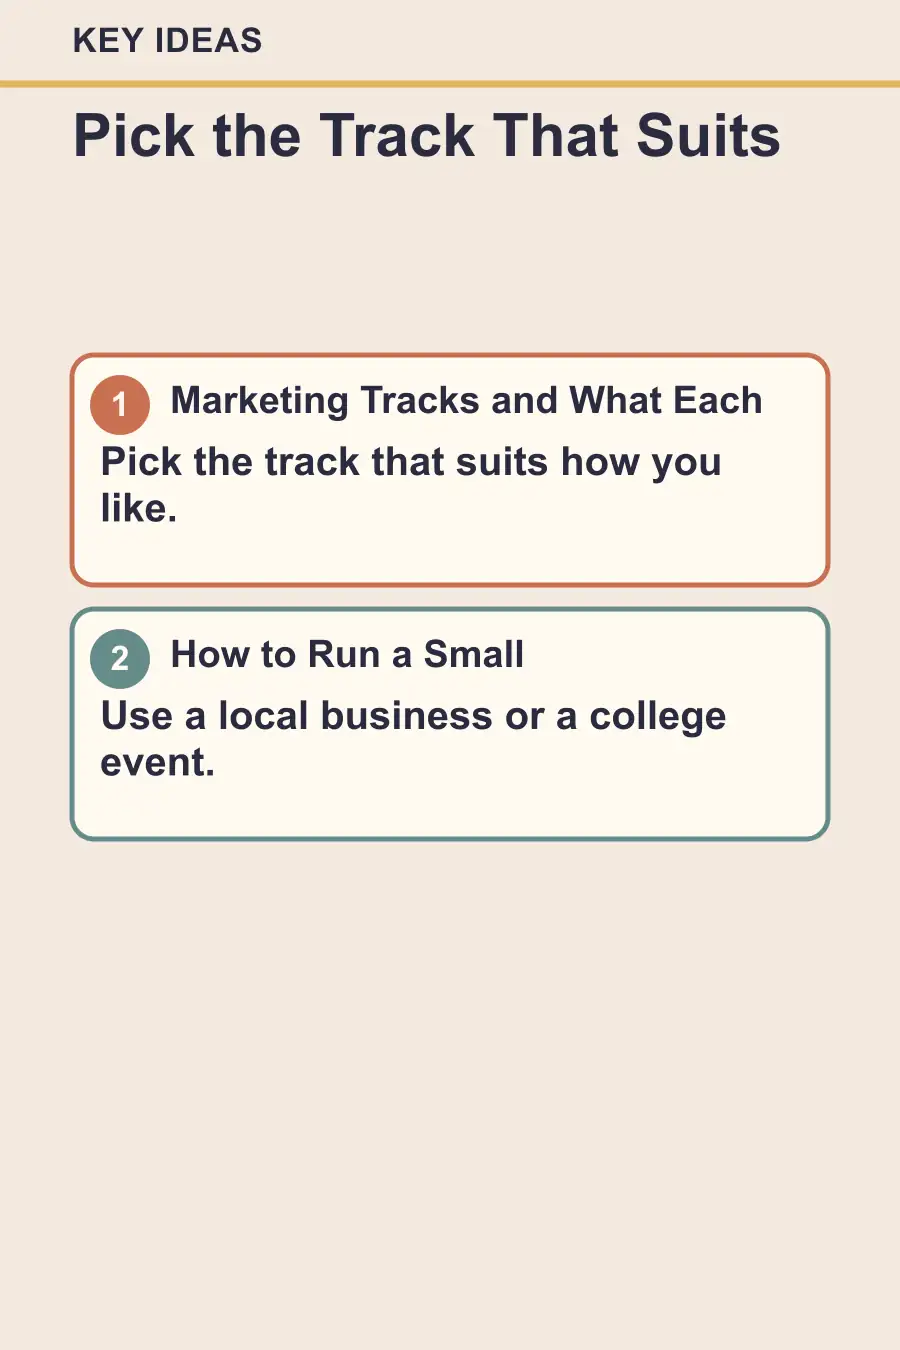 KEY IDEAS
Pick the Track That Suits
1 Marketing Tracks and What Each
Pick the track that suits how you
like.
2 How to Run a Small
Use a local business or a college
event.